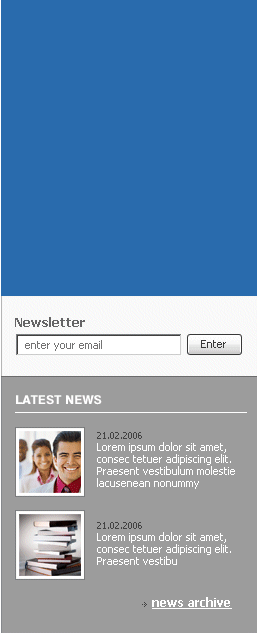 Newsletter
enter your email
Enter
LATEST NEWS
21.02.2006
Lorem ipsum dolor sit amet,
consec tetuer adipiscing elit.
Praesent vestibulum molestie
lacusenean nonummy
21.02.2006
Lorem ipsum dolor sit amet,
consec tetuer adipiscing elit.
Praesent vestibu
news archive